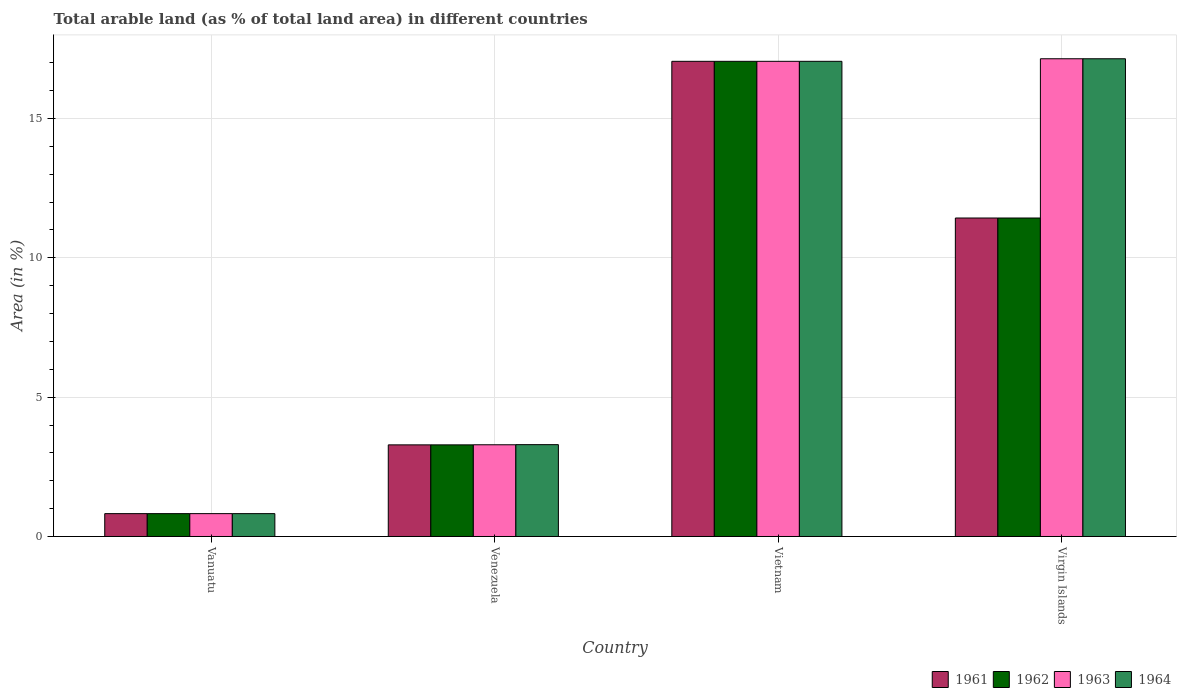 Total arable land (as % of total land area) in different countries
Area (in %)
15
10
5
0
Vanuatu
Venezuela
Vietnam
Virgin Islands
Country
1961
1962
1963
1964